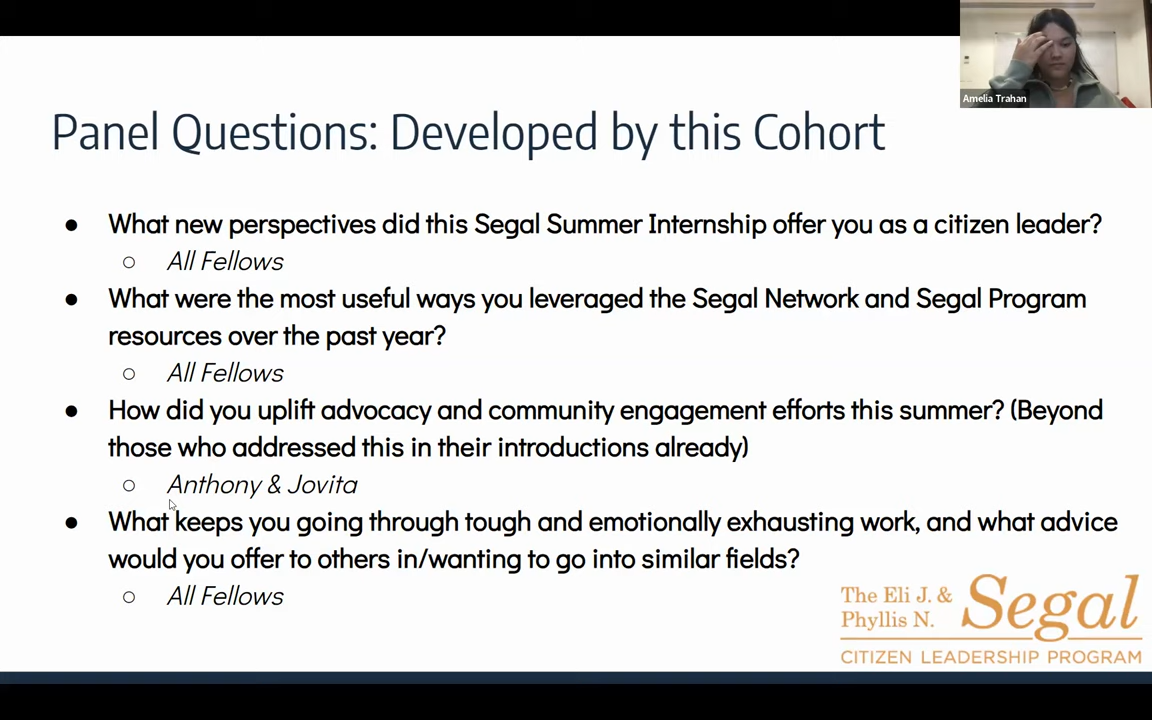 Amelia Trahan
Panel Questions: Developed by this Cohort
● What new perspectives did this Segal Summer Internship offer you as a citizen leader?
○ All Fellows
● What were the most useful ways you leveraged the Segal Network and Segal Program
resources over the past year?
○ All Fellows
● How did you uplift advocacy and community engagement efforts this summer? (Beyond
those who addressed this in their introductions already)
○ Anthony & Jovita
● What keeps you going through tough and emotionally exhausting work, and what advice
would you offer to others in/wanting to go into similar fields?
○ All Fellows
The Eli J. &
Phyllis N.
Segal
CITIZEN LEADERSHIP PROGRAM